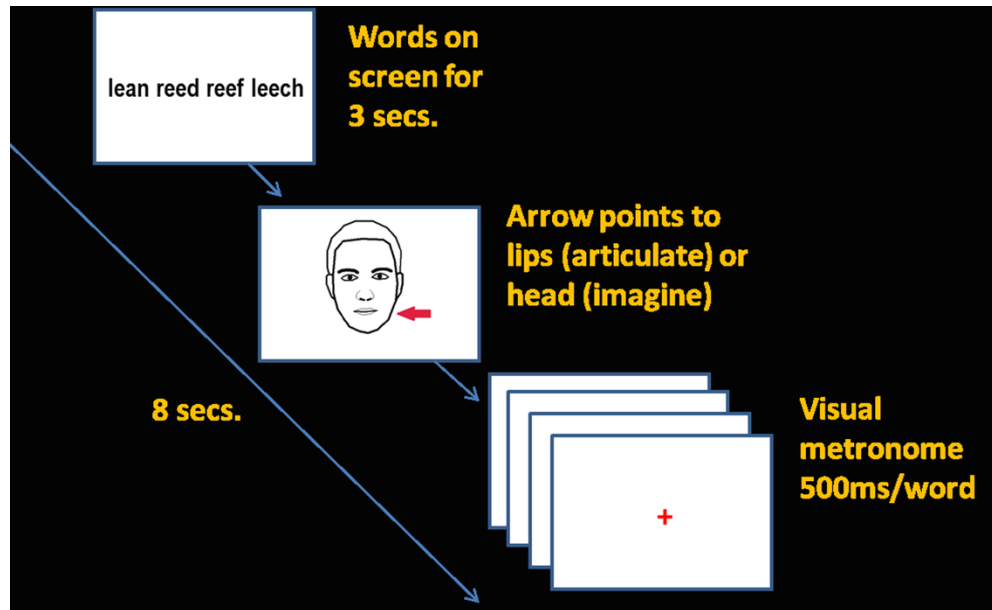 lean reed reef leech
Words on
screen for
3 secs.
Arrow points to
lips (articulate) or
head (imagine)
8 secs.
Visual
metronome
500ms/word